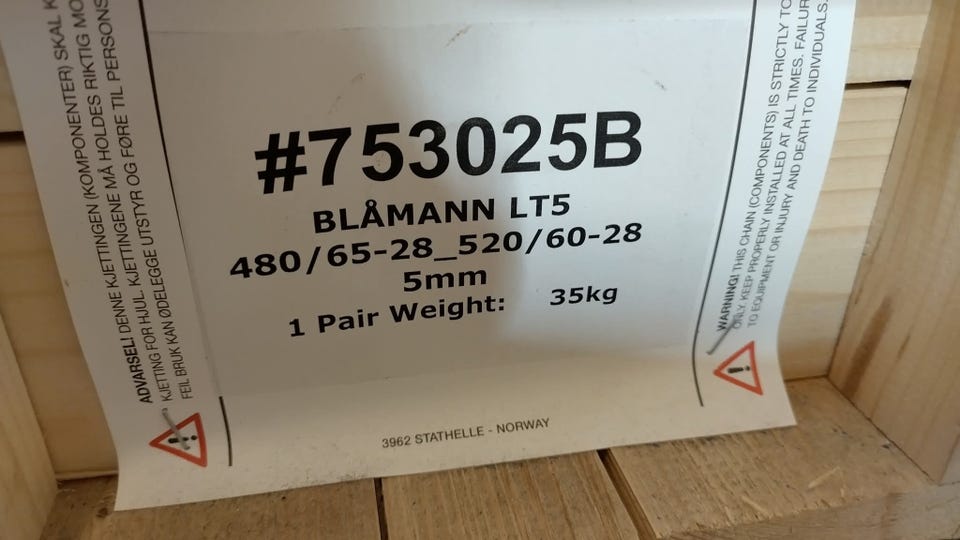 ADVARSEL! DENNE KJETTINGEN (KOMPONENTER) SKAL
KJETTING FOR HJUL. KJETTINGENE MÅ HOLDES RIKTIG
FEIL BRUK KAN ØDELEGGE UTSTYR OG FØRE TIL PERSONS
#753025B
BLÅMANN LT5
480/65-28_520/60-28
5mm
1 Pair Weight: 35kg
3962 STATHELLE - NORWAY
WARNING! THIS CHAIN (COMPONENTS) IS STRICTLY TO
ONLY. KEEP PROPERLY INSTALLED AT ALL TIMES. FAILUR
TO EQUIPMENT OR INJURY AND DEATH TO INDIVIDUALS.